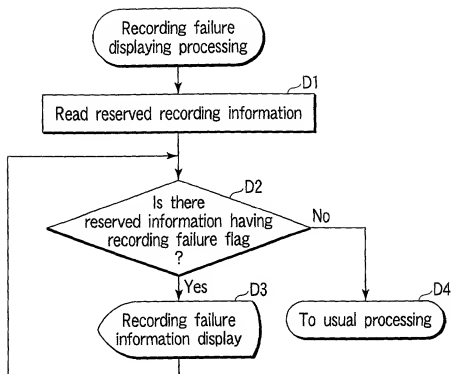 Recording failure
displaying processing
D1
Read reserved recording information
D2
Is there
reserved information having
recording failure flag
?
No
Yes
D3
Recording failure
information display
D4
To usual processing